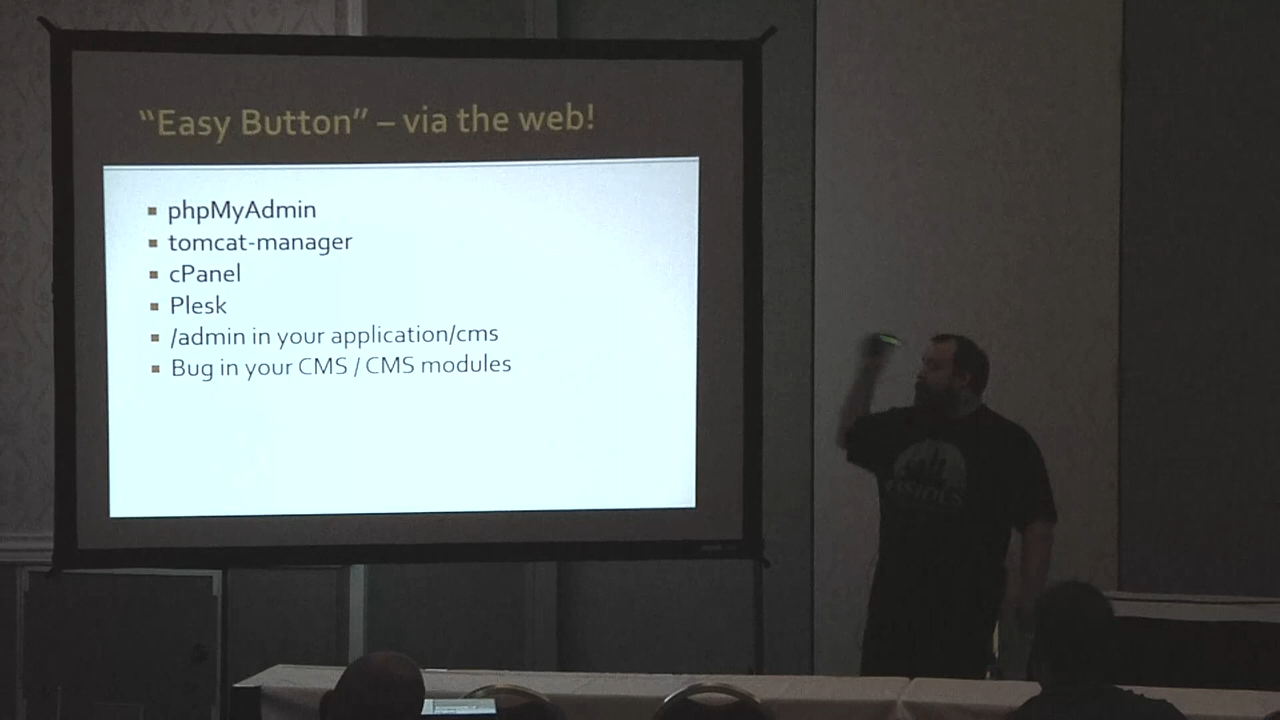 “Easy Button” – via the web!
phpMyAdmin
tomcat-manager
cPanel
Plesk
/admin in your application/cms
Bug in your CMS / CMS modules